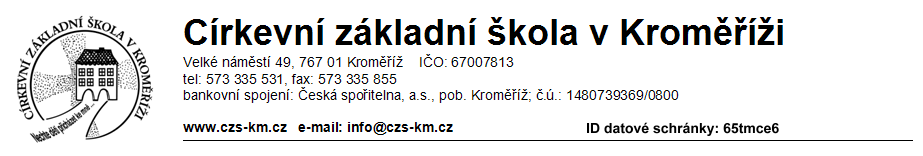 CÍRKEVNÍ ZÁKLADNÍ ŠKOLA V KROMĚŘÍŽI
Nechte děti přicházet ke mně...
Církevní základní škola v Kroměříži
Velké náměstí 49, 767 01 Kroměříž IČO: 67007813
tel: 573 335 531, fax: 573 335 855
bankovní spojení: Česká spořitelna, a.s., pob. Kroměříž; č.ú.: 1480739369/0800
www.czs-km.cz e-mail: info@czs-km.cz ID datové schránky: 65tmce6